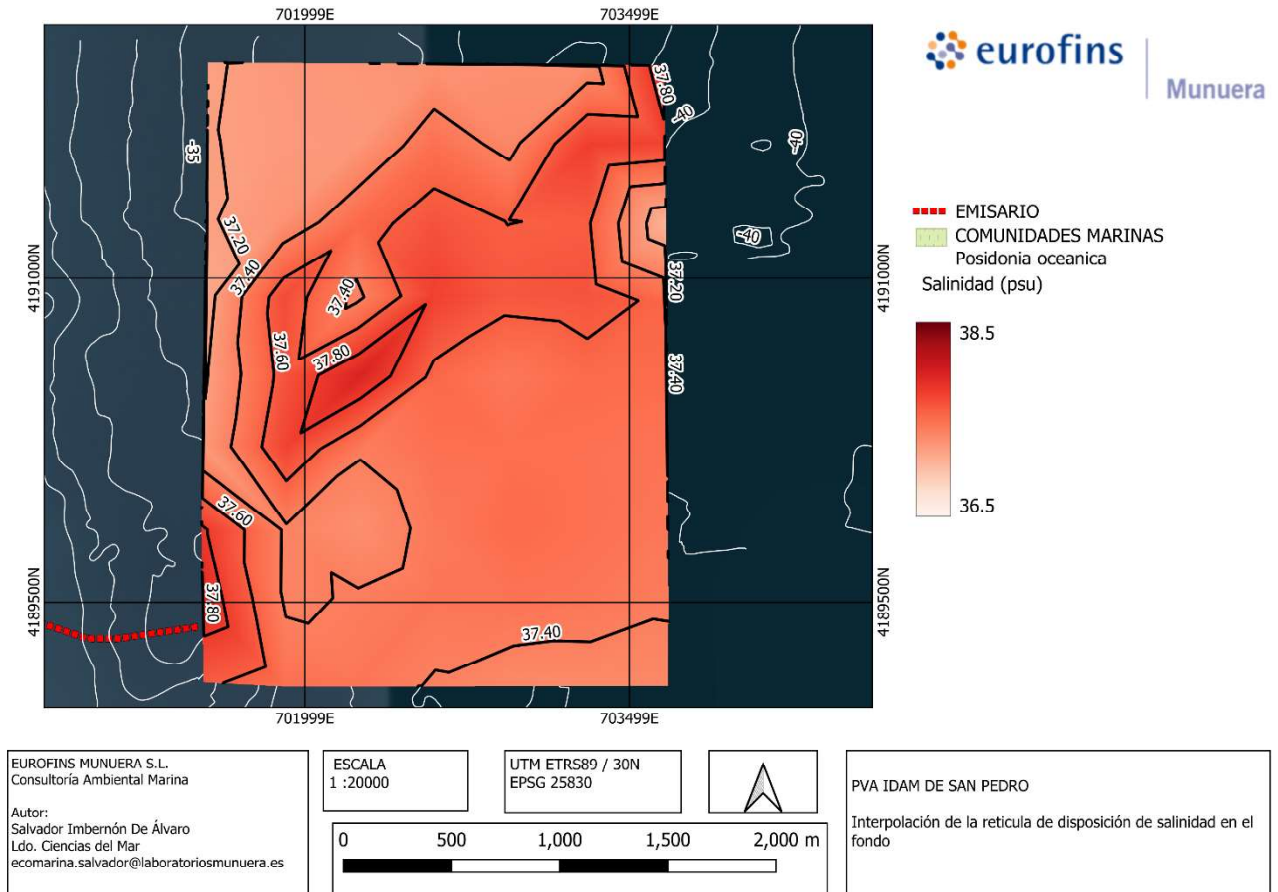 701999E
703499E
eurofins
Munuera
37.80
-40
-40
-35
37.20
-40
37.40
4191000N
4191000N
37.40
37.20
37.60
37.80
37.40
37.60
37.80
4189500N
4189500N
37.40
701999E
703499E
EMISARIO
COMUNIDADES MARINAS
Posidonia oceanica
Salinidad (psu)
38.5
36.5
EUROFINS MUNUERA S.L.
Consultoría Ambiental Marina
Autor:
Salvador Imbernón De Álvaro
Ldo. Ciencias del Mar
ecomarina.salvador@laboratoriosmunuera.es
ESCALA
1 :20000
UTM ETRS89 / 30N
EPSG 25830
0 500 1,000 1,500 2,000 m
PVA IDAM DE SAN PEDRO
Interpolación de la reticula de disposición de salinidad en el
fondo